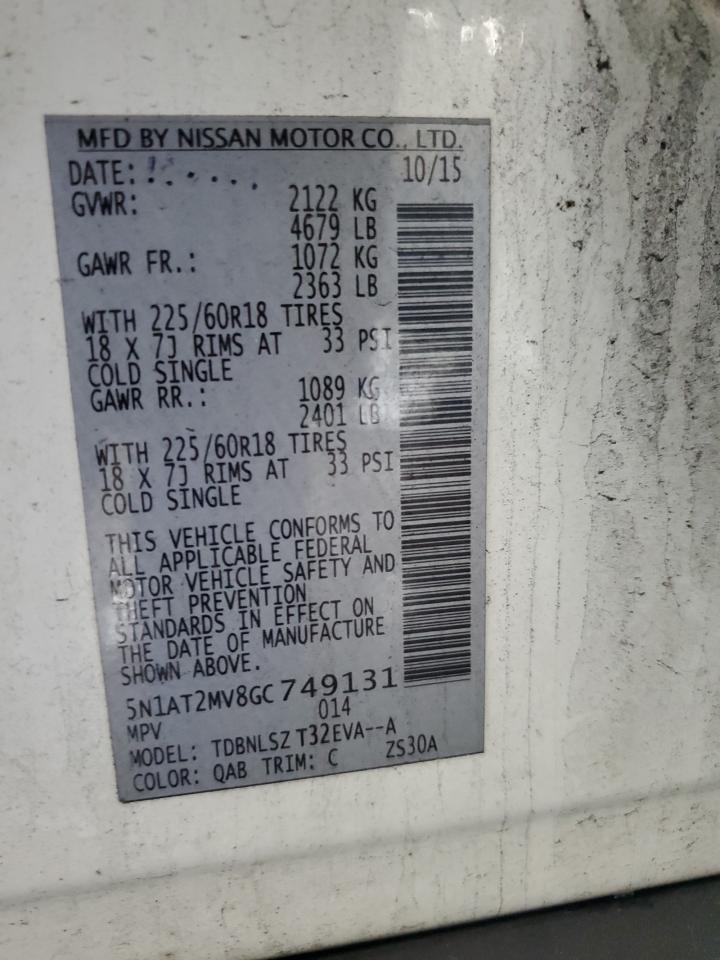 MFD BY NISSAN MOTOR CO., LTD.
DATE: 10/15
GVWR: 2122 KG
4679 LB
GAWR FR.: 1072 KG
2363 LB
WITH 225/60R18 TIRES
18 X 7J RIMS AT 33 PSI
COLD SINGLE
GAWR RR.: 1089 KG
2401 LB
WITH 225/60R18 TIRES
18 X 7J RIMS AT 33 PSI
COLD SINGLE
THIS VEHICLE CONFORMS TO
ALL APPLICABLE FEDERAL
MOTOR VEHICLE SAFETY AND
THEFT PREVENTION
STANDARDS IN EFFECT ON
THE DATE OF MANUFACTURE
SHOWN ABOVE.
5N1AT2MV8GC749131
MPV 014
MODEL: TDBNLSZ T32EVA--A
COLOR: QAB TRIM: C ZS30A